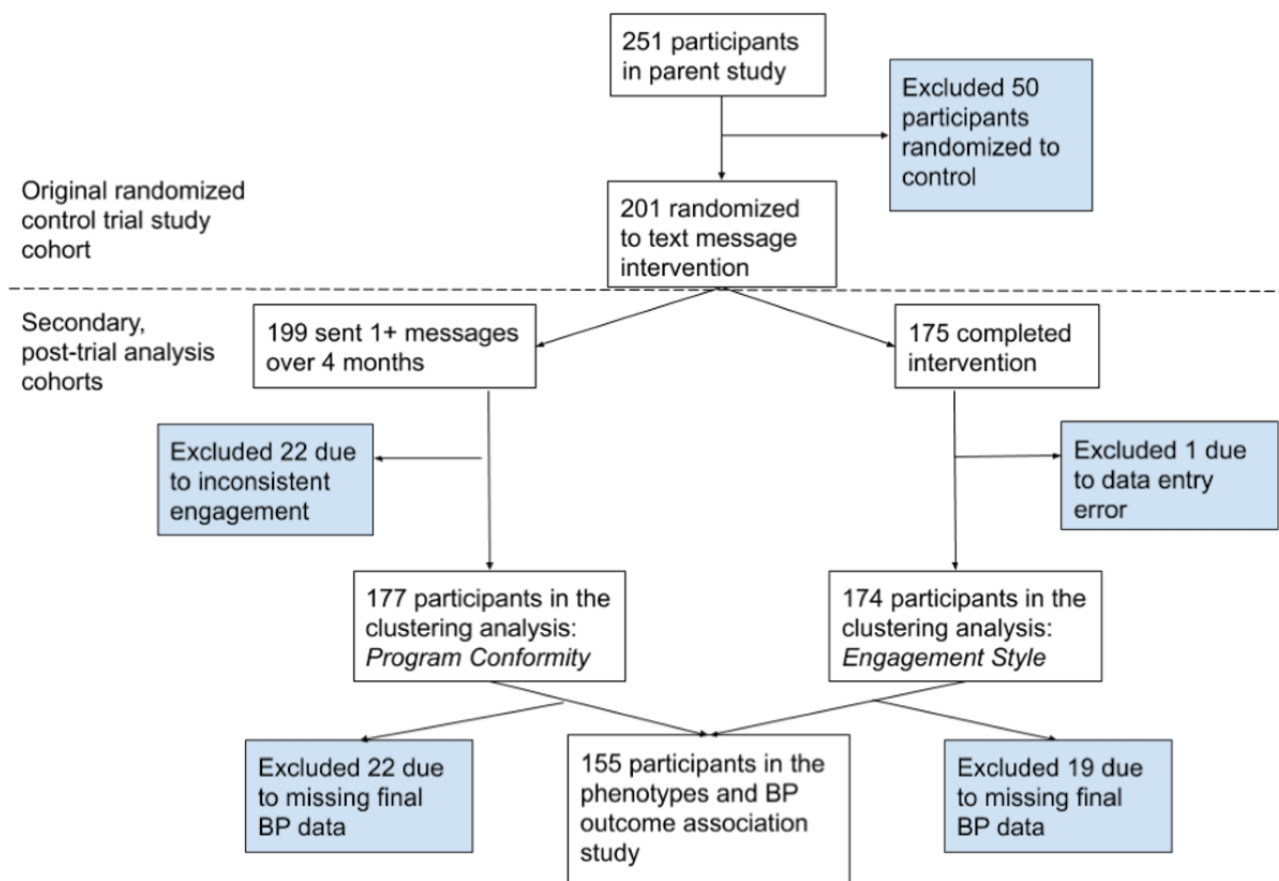 251 participants
in parent study
Excluded 50
participants
randomized to
control
Original randomized
control trial study
cohort
201 randomized
to text message
intervention
Secondary,
post-trial analysis
cohorts
199 sent 1+ messages
over 4 months
175 completed
intervention
Excluded 22 due
to inconsistent
engagement
Excluded 1 due
to data entry
error
177 participants in the
clustering analysis:
Program Conformity
174 participants in the
clustering analysis:
Engagement Style
Excluded 22 due
to missing final
BP data
155 participants in the
phenotypes and BP
outcome association
study
Excluded 19 due
to missing final
BP data